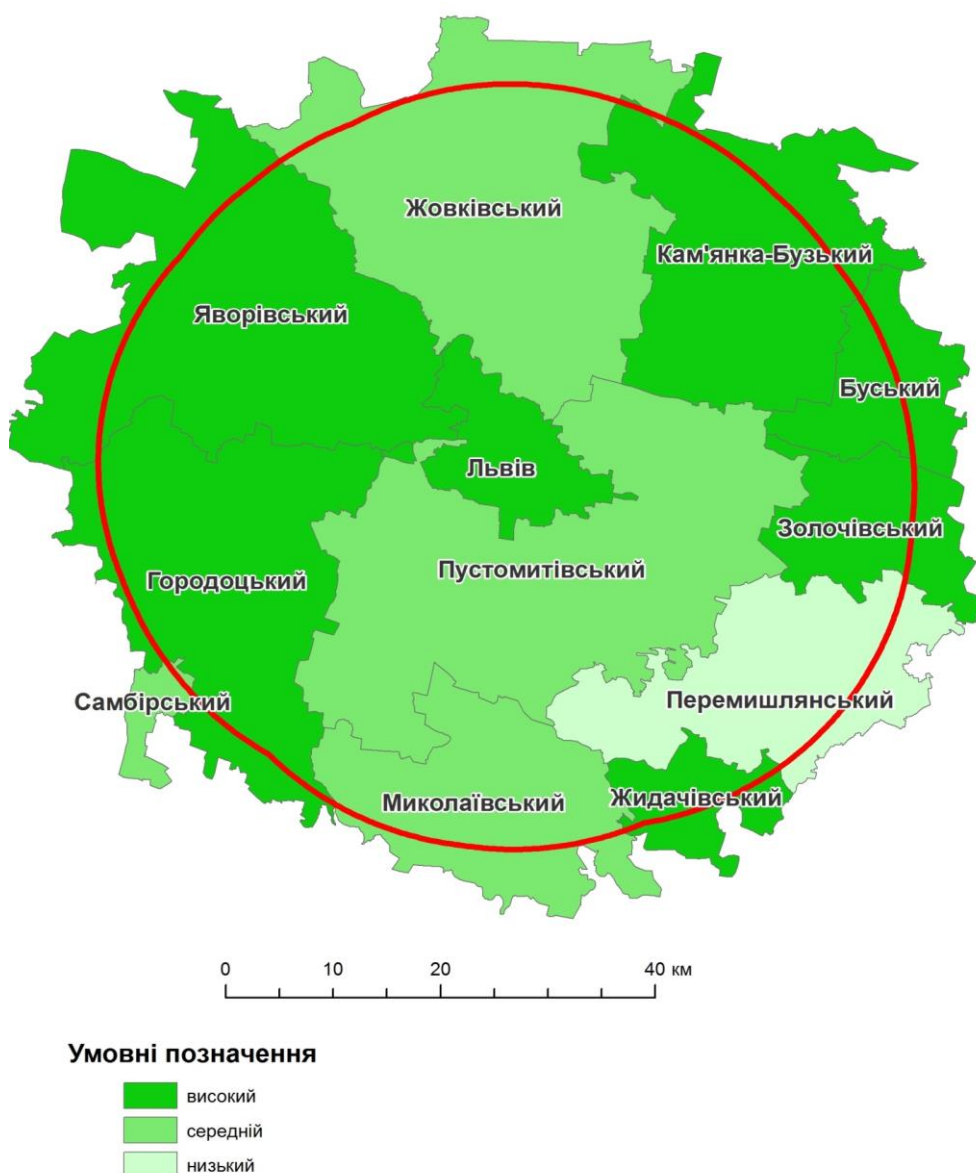 Жовківський
Кам'янка-Бузький
Яворівський
Буський
Львів
Золочівський
Пустомитівський
Городоцький
Самбірський
Перемишлянський
Миколаївський
Жидачівський
0 10 20 40 км
Умовні позначення
високий
середній
низький